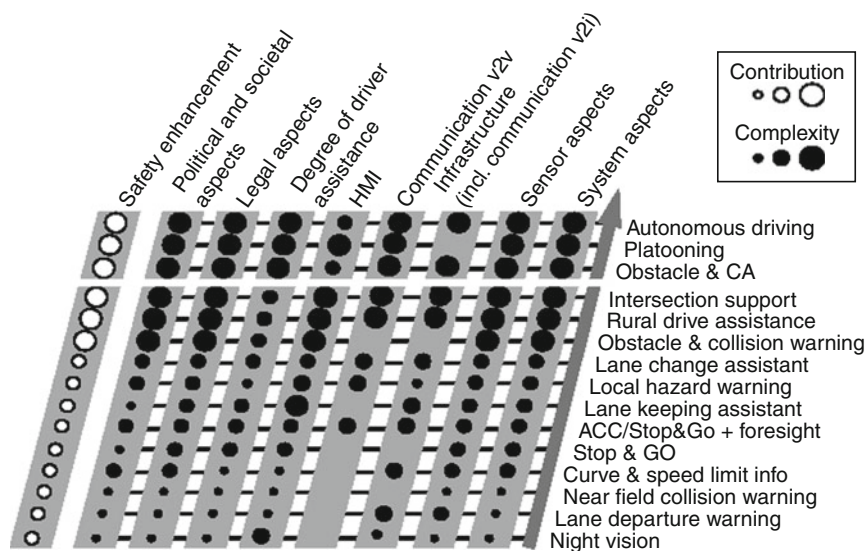 Safety enhancement
Political and societal
aspects
Legal aspects
Degree of driver
assistance
HMI
Communication v2v
Infrastructure
(incl. communication v2i)
Sensor aspects
System aspects
Contribution
Complexity
Autonomous driving
Platooning
Obstacle & CA
Intersection support
Rural drive assistance
Obstacle & collision warning
Lane change assistant
Local hazard warning
Lane keeping assistant
ACC/Stop&Go + foresight
Stop & GO
Curve & speed limit info
Near field collision warning
Lane departure warning
Night vision